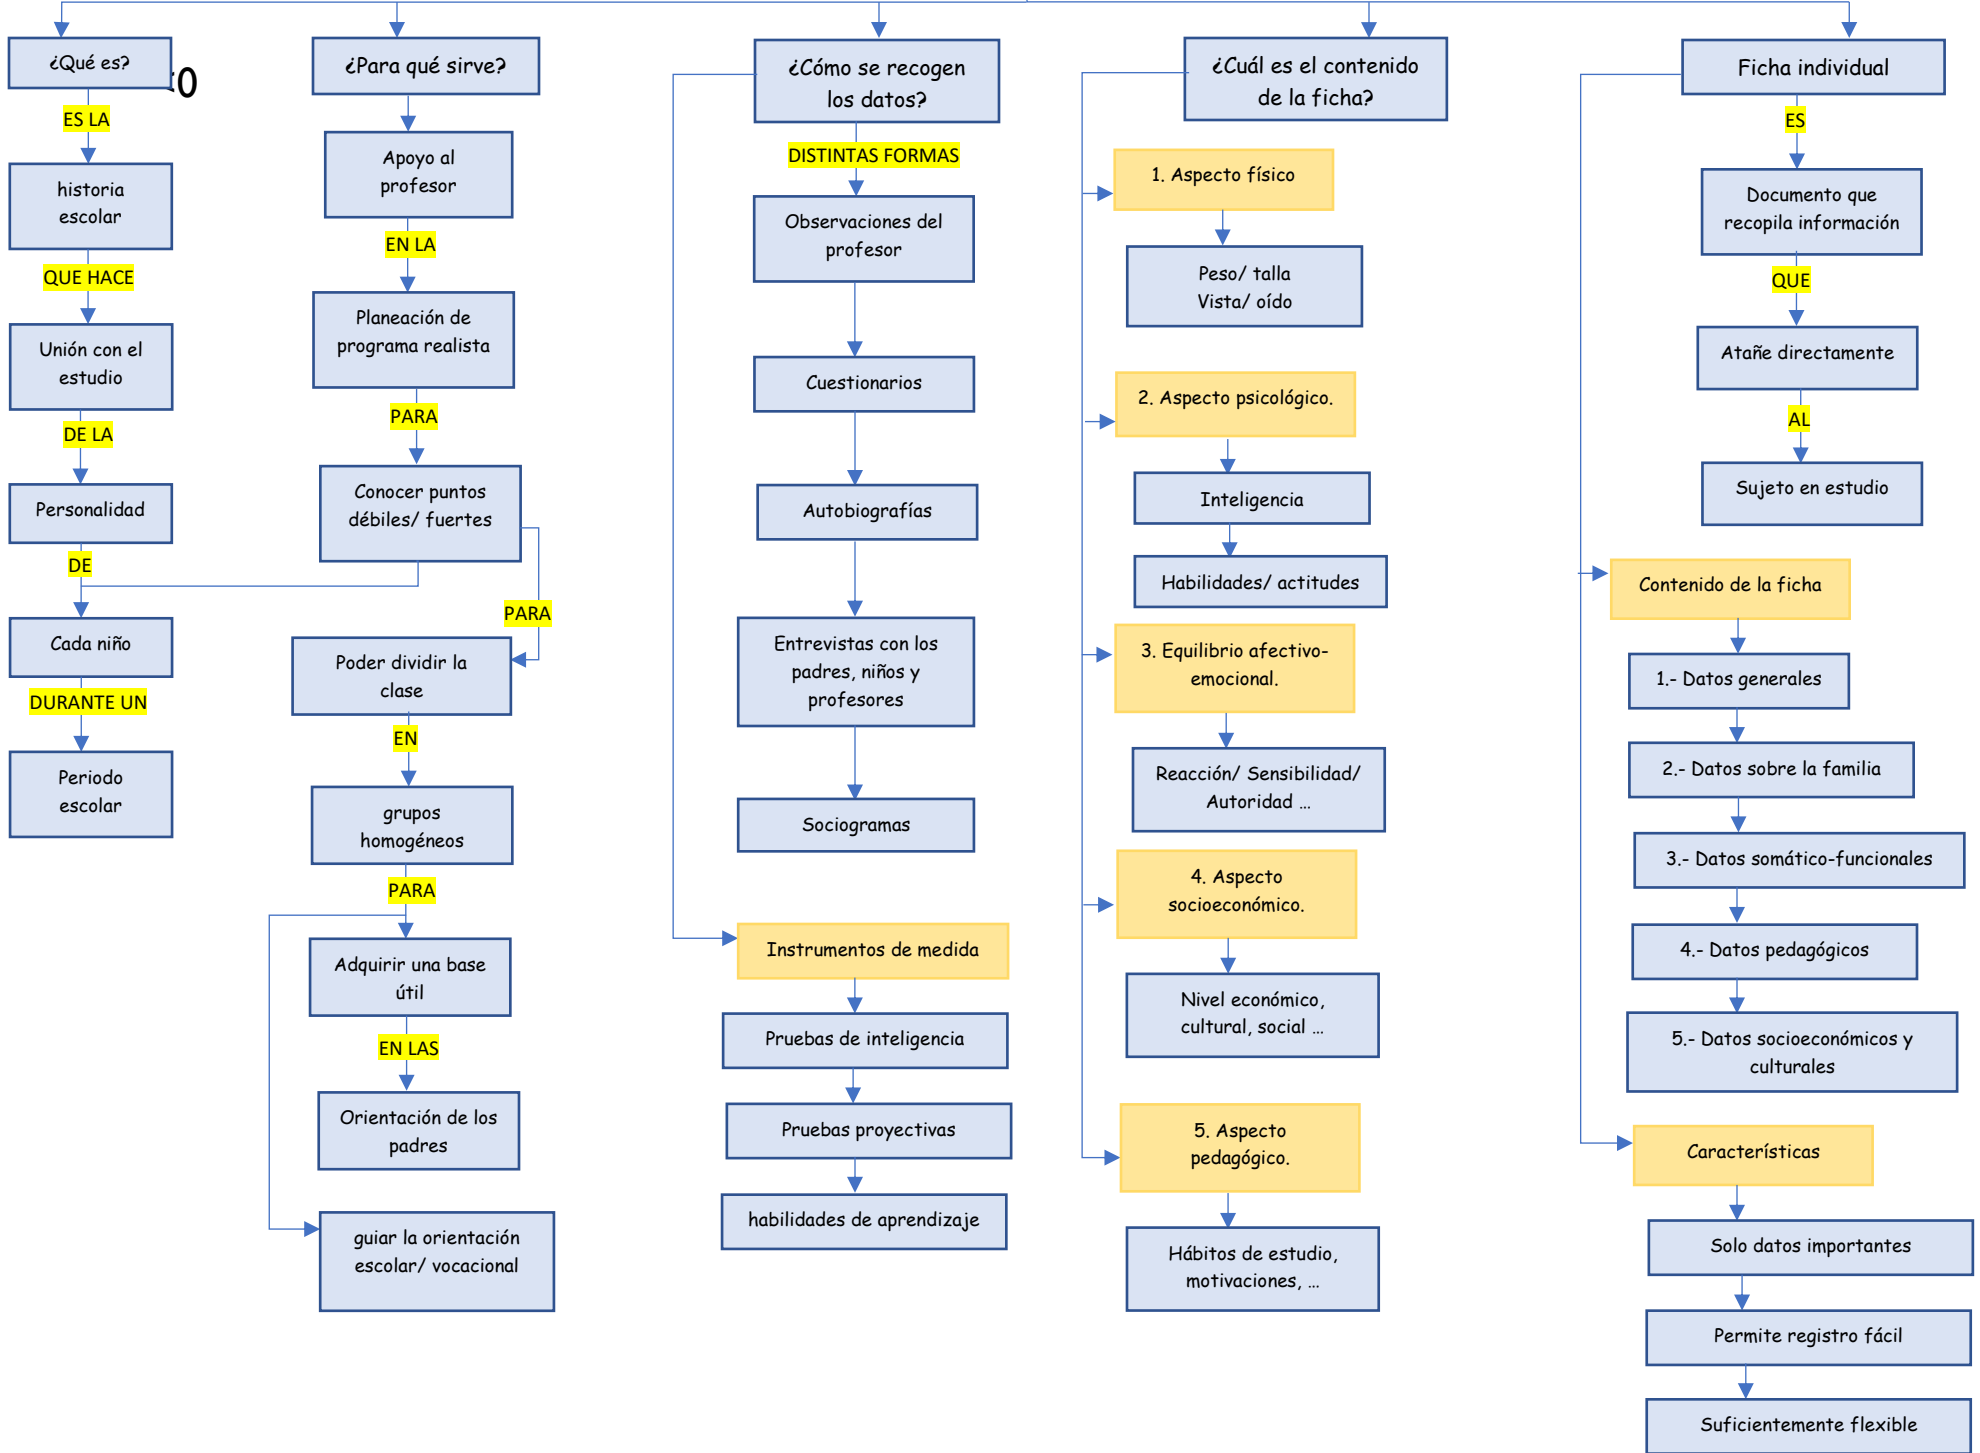 ¿Qué es?
ES LA
historia
escolar
QUE HACE
Unión con el
estudio
DE LA
Personalidad
DE
Cada niño
DURANTE UN
Periodo
escolar
¿Para qué sirve?
Apoyo al
profesor
EN LA
Planeación de
programa realista
PARA
Conocer puntos
débiles/ fuertes
PARA
Poder dividir la
clase
EN
grupos
homogéneos
PARA
Adquirir una base
útil
EN LAS
Orientación de los
padres
guiar la orientación
escolar/ vocacional
¿Cómo se recogen
los datos?
DISTINTAS FORMAS
Observaciones del
profesor
Cuestionarios
Autobiografías
Entrevistas con los
padres, niños y
profesores
Sociogramas
Instrumentos de medida
Pruebas de inteligencia
Pruebas proyectivas
habilidades de aprendizaje
¿Cuál es el contenido
de la ficha?
1. Aspecto físico
Peso/ talla
Vista/ oído
2. Aspecto psicológico.
Inteligencia
Habilidades/ actitudes
3. Equilibrio afectivo-
emocional.
Reacción/ Sensibilidad/
Autoridad …
4. Aspecto
socioeconómico.
Nivel económico,
cultural, social …
5. Aspecto
pedagógico.
Hábitos de estudio,
motivaciones, …
Ficha individual
ES
Documento que
recopila información
QUE
Atañe directamente
AL
Sujeto en estudio
Contenido de la ficha
1.- Datos generales
2.- Datos sobre la familia
3.- Datos somático-funcionales
4.- Datos pedagógicos
5.- Datos socioeconómicos y
culturales
Características
Solo datos importantes
Permite registro fácil
Suficientemente flexible